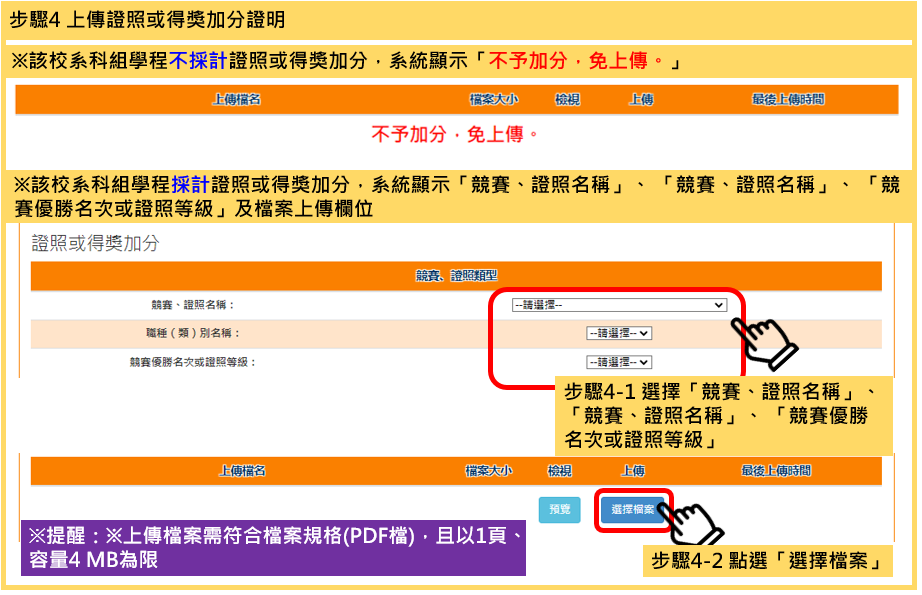 步驟4 上傳證照或得獎加分證明
※該校系科組學程不採計證照或得獎加分，系統顯示「不予加分，免上傳。」
上傳檔名 檔案大小 檢視 上傳 最後上傳時間
不予加分，免上傳。
※該校系科組學程採計證照或得獎加分，系統顯示「競賽、證照名稱」、「競賽、證照名稱」、「競
賽優勝名次或證照等級」及檔案上傳欄位
證照或得獎加分
競賽、證照類型
競賽、證照名稱： --請選擇--
職種（類）別名稱： --請選擇--
競賽優勝名次或證照等級： --請選擇--
步驟4-1 選擇「競賽、證照名稱」、
「競賽、證照名稱」、「競賽優勝
名次或證照等級」
上傳檔名 檔案大小 檢視 上傳 最後上傳時間
預覽 選擇檔案
※提醒：※上傳檔案需符合檔案規格(PDF檔)，且以1頁、
容量4 MB為限
步驟4-2 點選「選擇檔案」